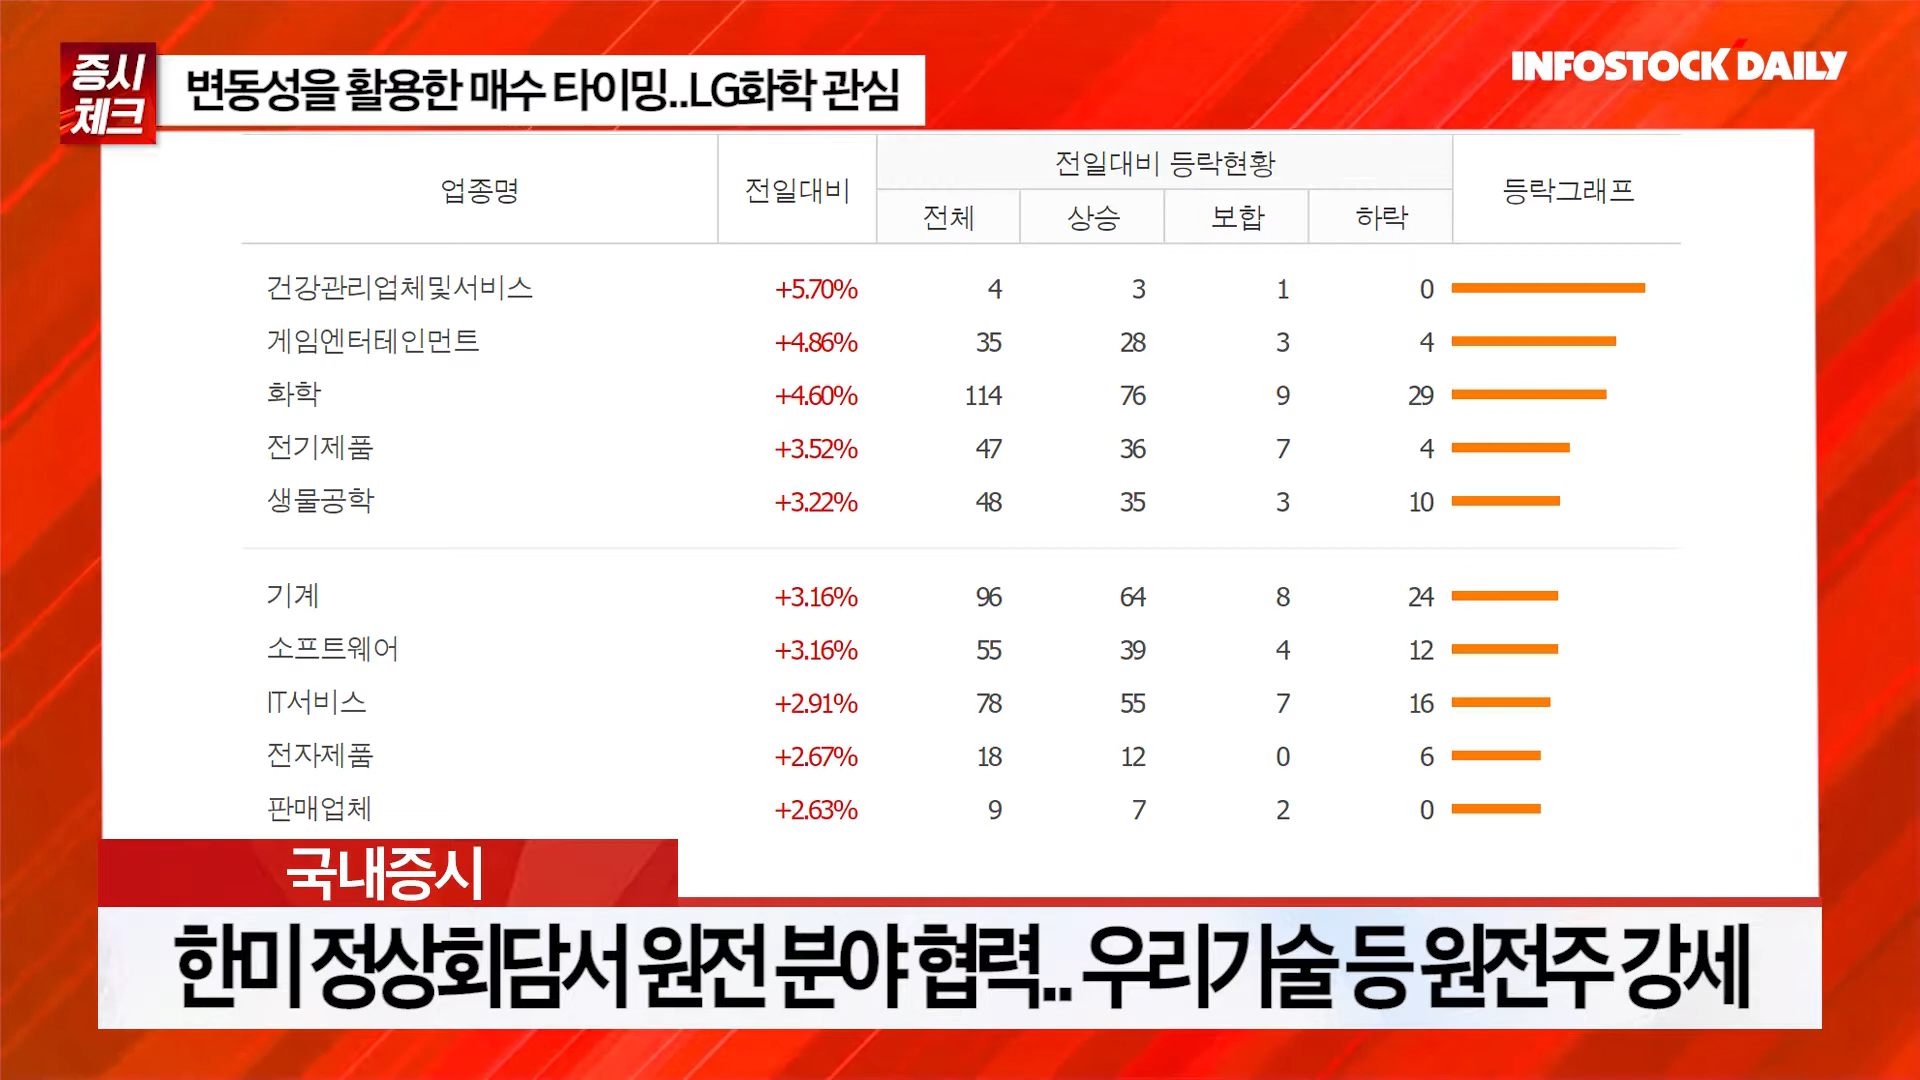 증시
체크
변동성을 활용한 매수 타이밍..LG화학 관심
INFOSTOCK DAILY
업종명 전일대비 전일대비 등락현황 등락그래프
전체 상승 보합 하락
건강관리업체및서비스 +5.70% 4 3 1 0
게임엔터테인먼트 +4.86% 35 28 3 4
화학 +4.60% 114 76 9 29
전기제품 +3.52% 47 36 7 4
생물공학 +3.22% 48 35 3 10
기계 +3.16% 96 64 8 24
소프트웨어 +3.16% 55 39 4 12
IT서비스 +2.91% 78 55 7 16
전자제품 +2.67% 18 12 0 6
판매업체 +2.63% 9 7 2 0
국내증시
한미 정상회담서 원전 분야 협력.. 우리기술 등 원전주 강세